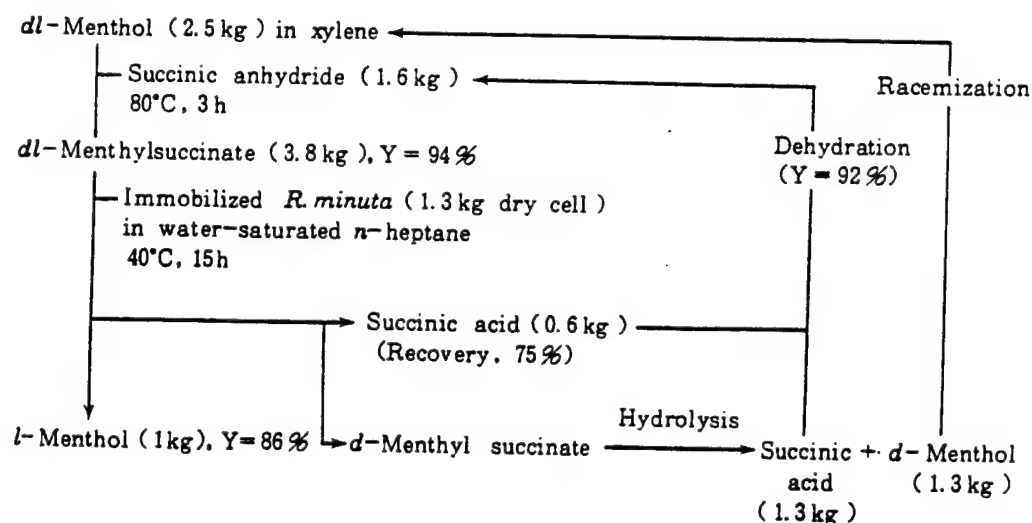 dl-Menthol (2.5 kg) in xylene
Succinic anhydride (1.6 kg)
80°C, 3 h
Racemization
dl-Menthylsuccinate (3.8 kg), Y = 94%
Dehydration
(Y = 92%)
Immobilized R. minuta (1.3 kg dry cell)
in water-saturated n-heptane
40°C, 15h
Succinic acid (0.6 kg)
(Recovery, 75%)
l-Menthol (1 kg), Y = 86%
d-Menthyl succinate
Hydrolysis
Succinic + d-Menthol
acid (1.3 kg)
(1.3 kg)